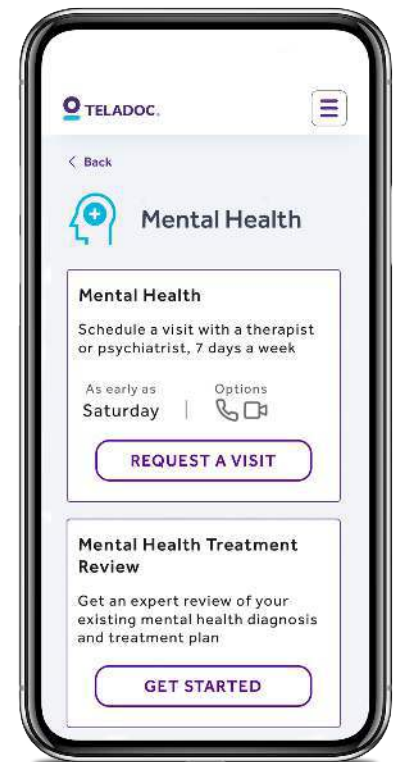 TELADOC.
Back
Mental Health
Mental Health
Schedule a visit with a therapist
or psychiatrist, 7 days a week
As early as
Options
Saturday
REQUEST A VISIT
Mental Health Treatment
Review
Get an expert review of your
existing mental health diagnosis
and treatment plan
GET STARTED